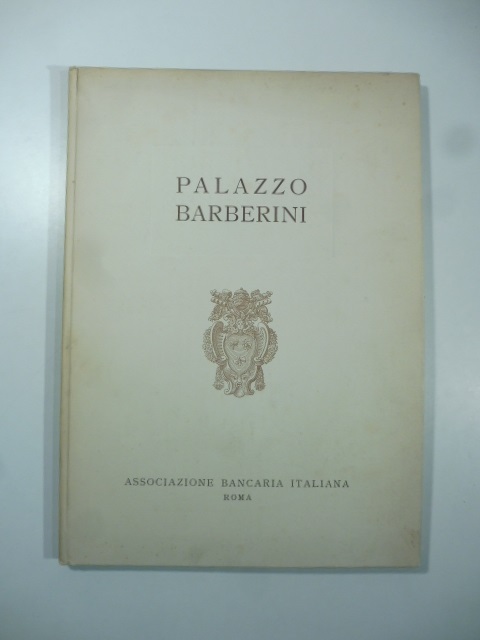 PALAZZO
BARBERINI
ASSOCIAZIONE BANCARIA ITALIANA
ROMA